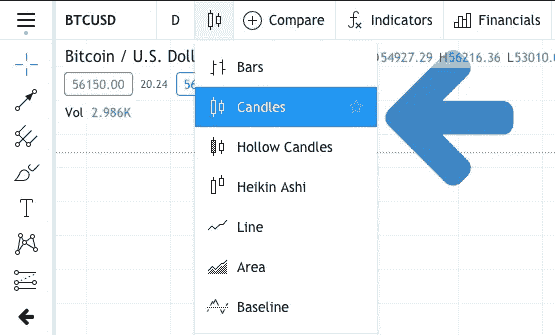 BTCUSD D Compare Indicators Financials
Bitcoin / U.S. Doll 54927.29 H56216.36 L53010.
56150.00 20.24
Vol 2.986K
Bars
Candles
Hollow Candles
Heikin Ashi
Line
Area
Baseline